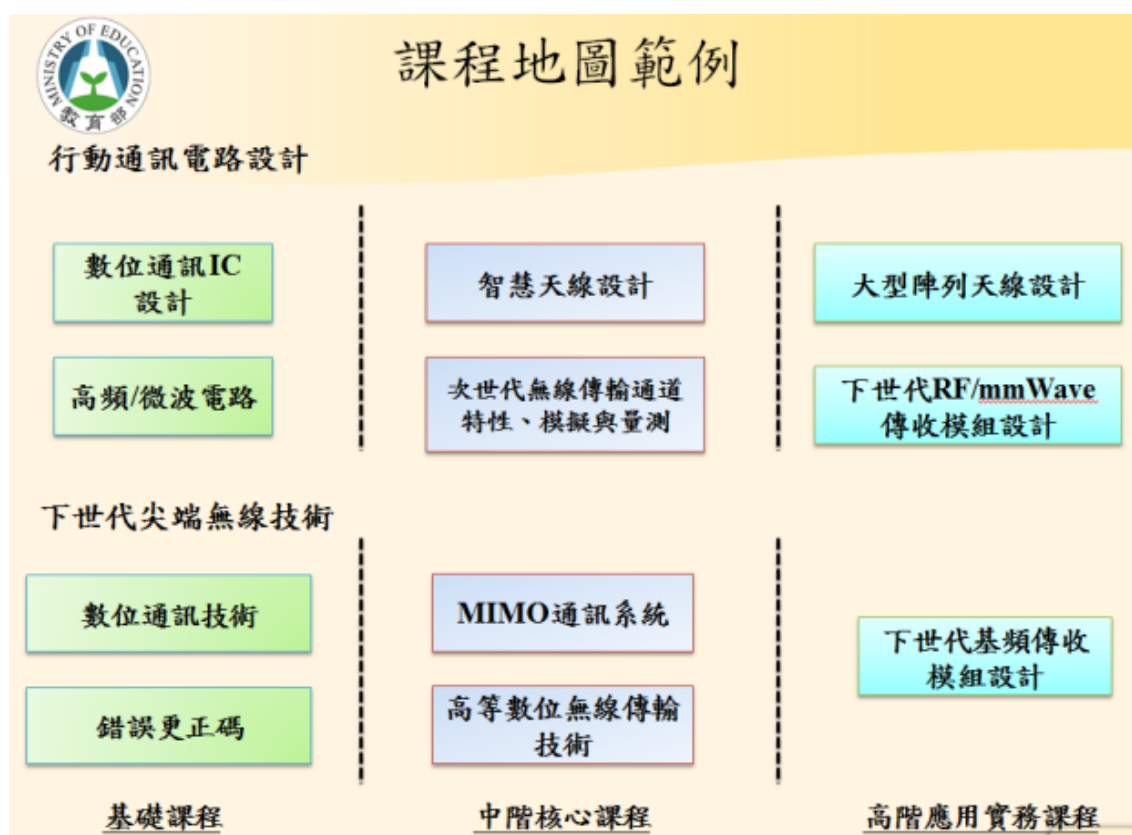 MINISTRY OF EDUCATION
教育部
課程地圖範例
行動通訊電路設計
數位通訊IC
設計
智慧天線設計
大型陣列天線設計
高頻/微波電路
次世代無線傳輸通道
特性、模擬與量測
下世代RF/mmWave
傳收模組設計
下世代尖端無線技術
數位通訊技術
MIMO通訊系統
下世代基頻傳收
模組設計
錯誤更正碼
高等數位無線傳輸
技術
基礎課程
中階核心課程
高階應用實務課程